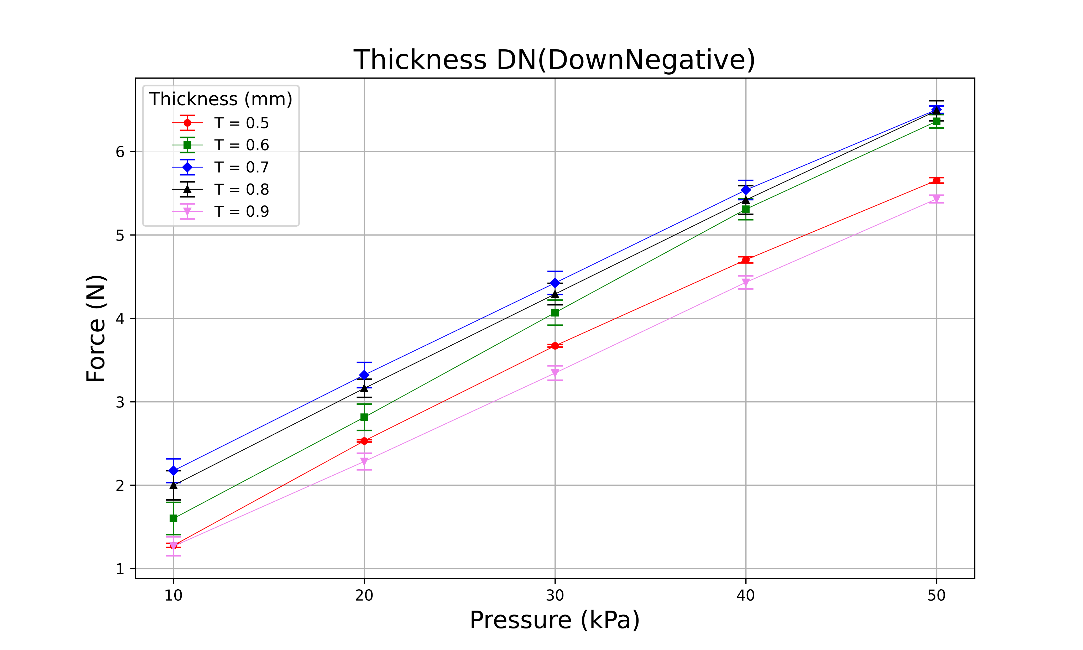 Thickness DN(DownNegative)
Thickness (mm)
T = 0.5
T = 0.6
T = 0.7
T = 0.8
T = 0.9
6
5
4
3
2
1
Force (N)
10 20 30 40 50
Pressure (kPa)